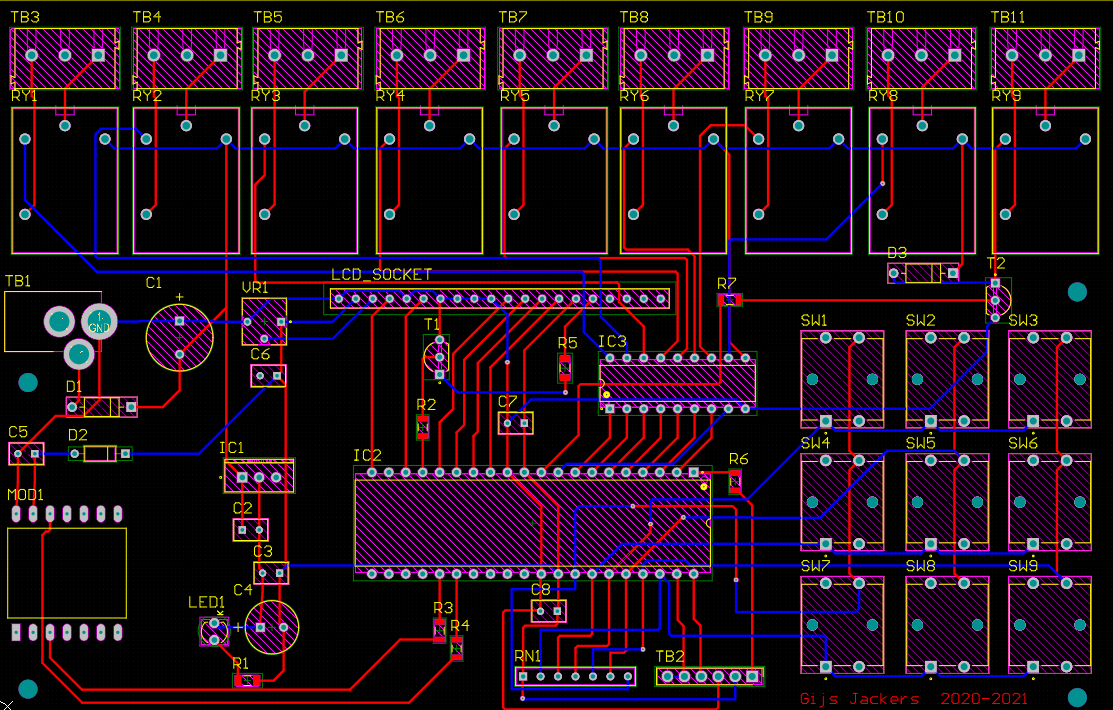 TB3 TB4 TB5 TB6 TB7 TB8 TB9 TB10 TB11
RY1 RY2 RY3 RY4 RY5 RY6 RY7 RY8 RY9
D3 T2
TB1 C1 VR1 LCD_SOCKET R7
+
GND
T1 SW1 SW2 SW3
C6 R5 IC3
D1 R2 C7
C5 D2 IC1 IC2 R6 SW4 SW5 SW6
MOD1 C2
C3 SW7 SW8 SW9
C4 C8
LED1 + R3 R4
R1 RN1 TB2
Gijs Jackers 2020-2021